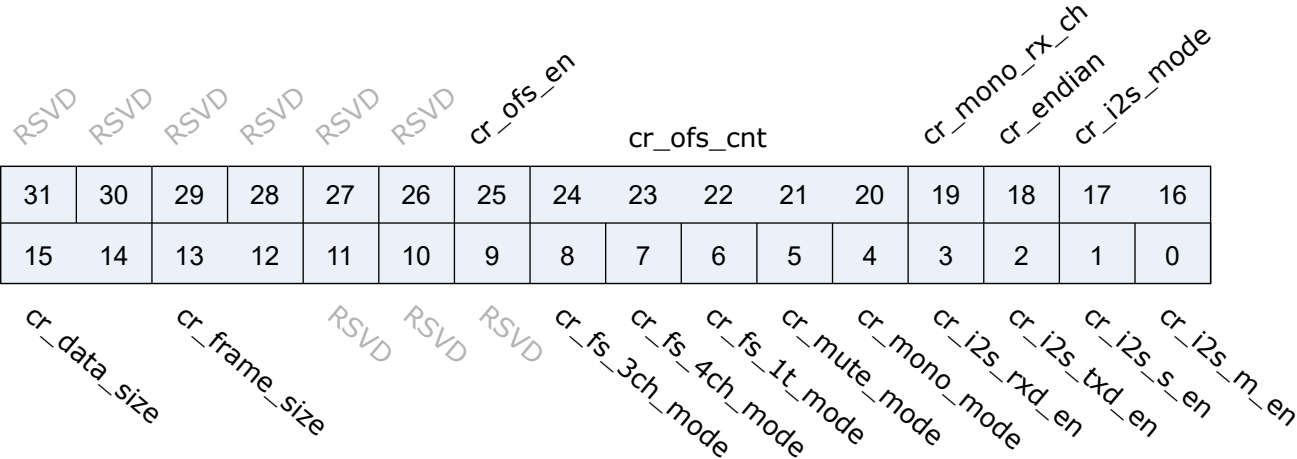 RSVD RSVD RSVD RSVD RSVD RSVD cr_ofs_en cr_ofs_cnt cr_mono_rx_ch cr_endian cr_i2s_mode
31 30 29 28 27 26 25 24 23 22 21 20 19 18 17 16
15 14 13 12 11 10 9 8 7 6 5 4 3 2 1 0
cr_data_size cr_frame_size RSVD RSVD RSVD cr_fs_3ch_mode cr_fs_4ch_mode cr_fs_1t_mode cr_mute_mode cr_mono_mode cr_i2s_rxd_en cr_i2s_txd_en cr_i2s_s_en cr_i2s_m_en